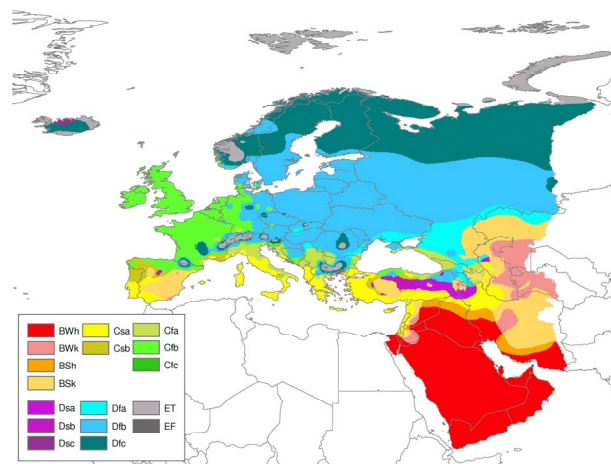 BWh
BWk
BSh
BSk
Csa
Csb
Cfa
Cfb
Cfc
Dsa
Dsb
Dsc
Dfa
Dfb
Dfc
ET
EF